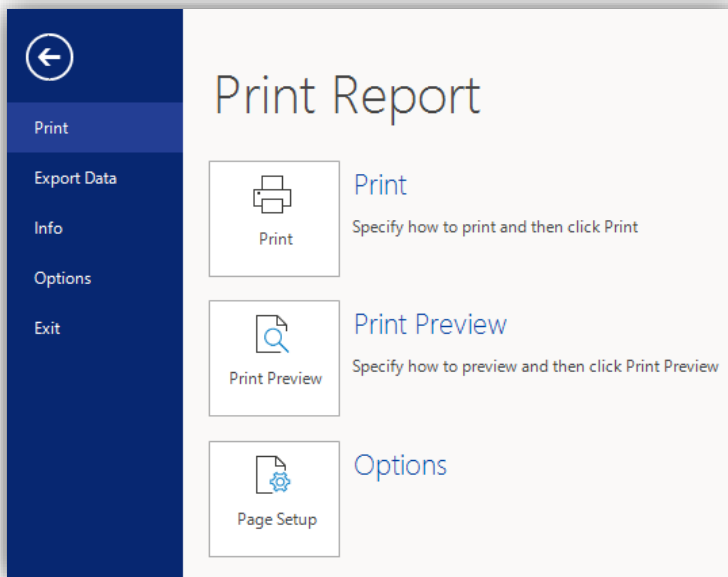 Print
Export Data
Info
Options
Exit
Print Report
Print
Print
Specify how to print and then click Print
Print Preview
Print Preview
Specify how to preview and then click Print Preview
Page Setup
Options